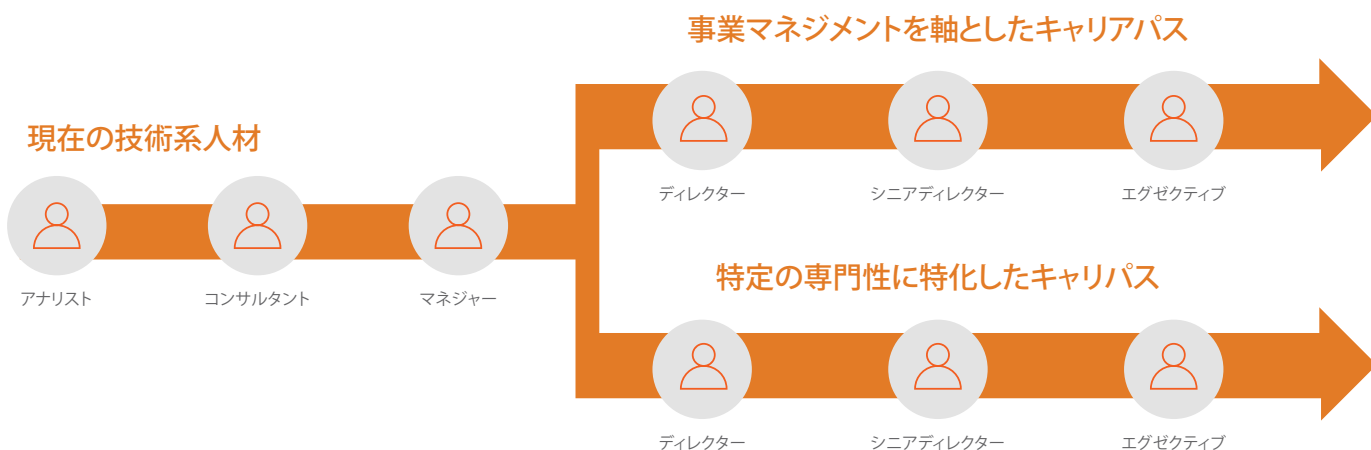 事業マネジメントを軸としたキャリアパス
現在の技術系人材
ディレクター
シニアディレクター
エグゼクティブ
アナリスト
コンサルタント
マネジャー
特定の専門性に特化したキャリパス
ディレクター
シニアディレクター
エグゼクティブ